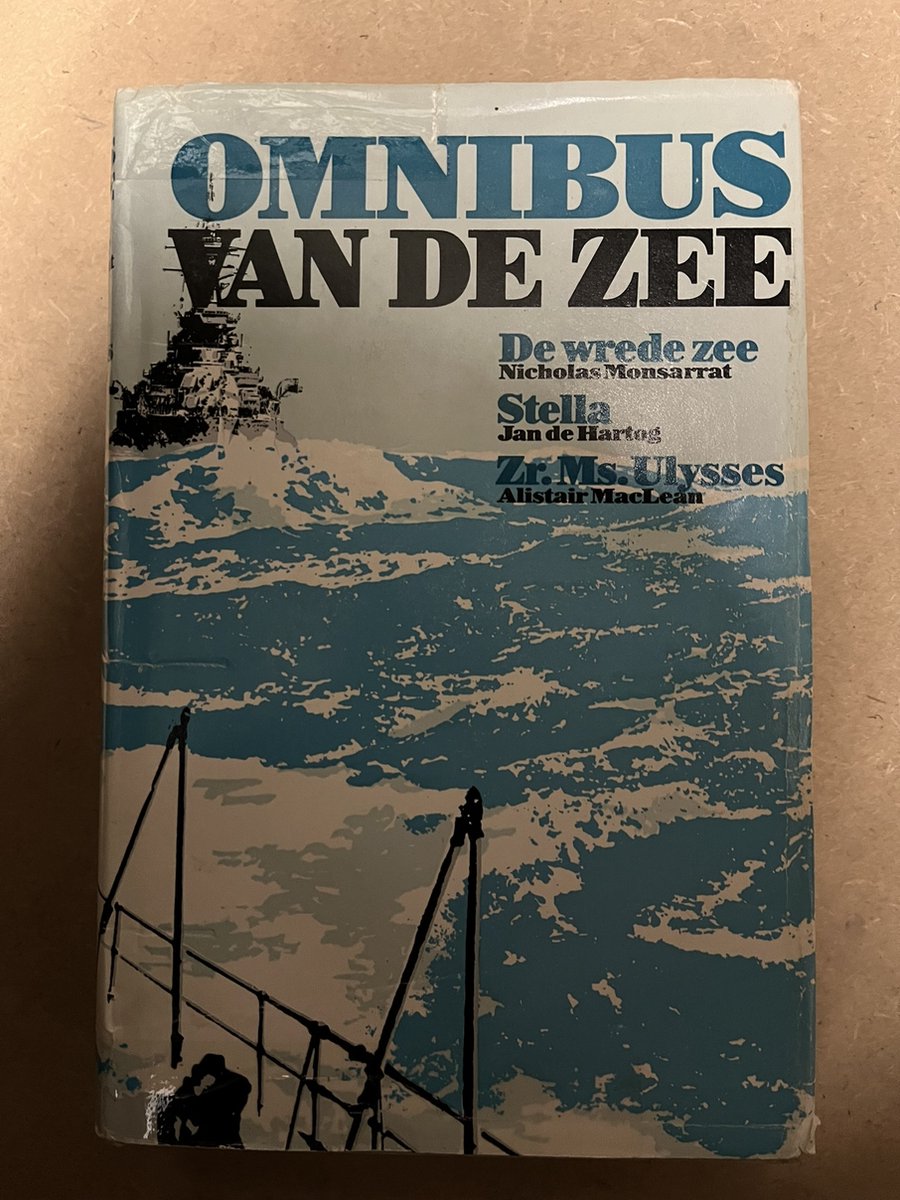 OMNIBUS
VAN DE ZEE
De wrede zee
Nicholas Monsarrat
Stella
Jan de Hartog
Zr. Ms. Ulysses
Alistair MacLean